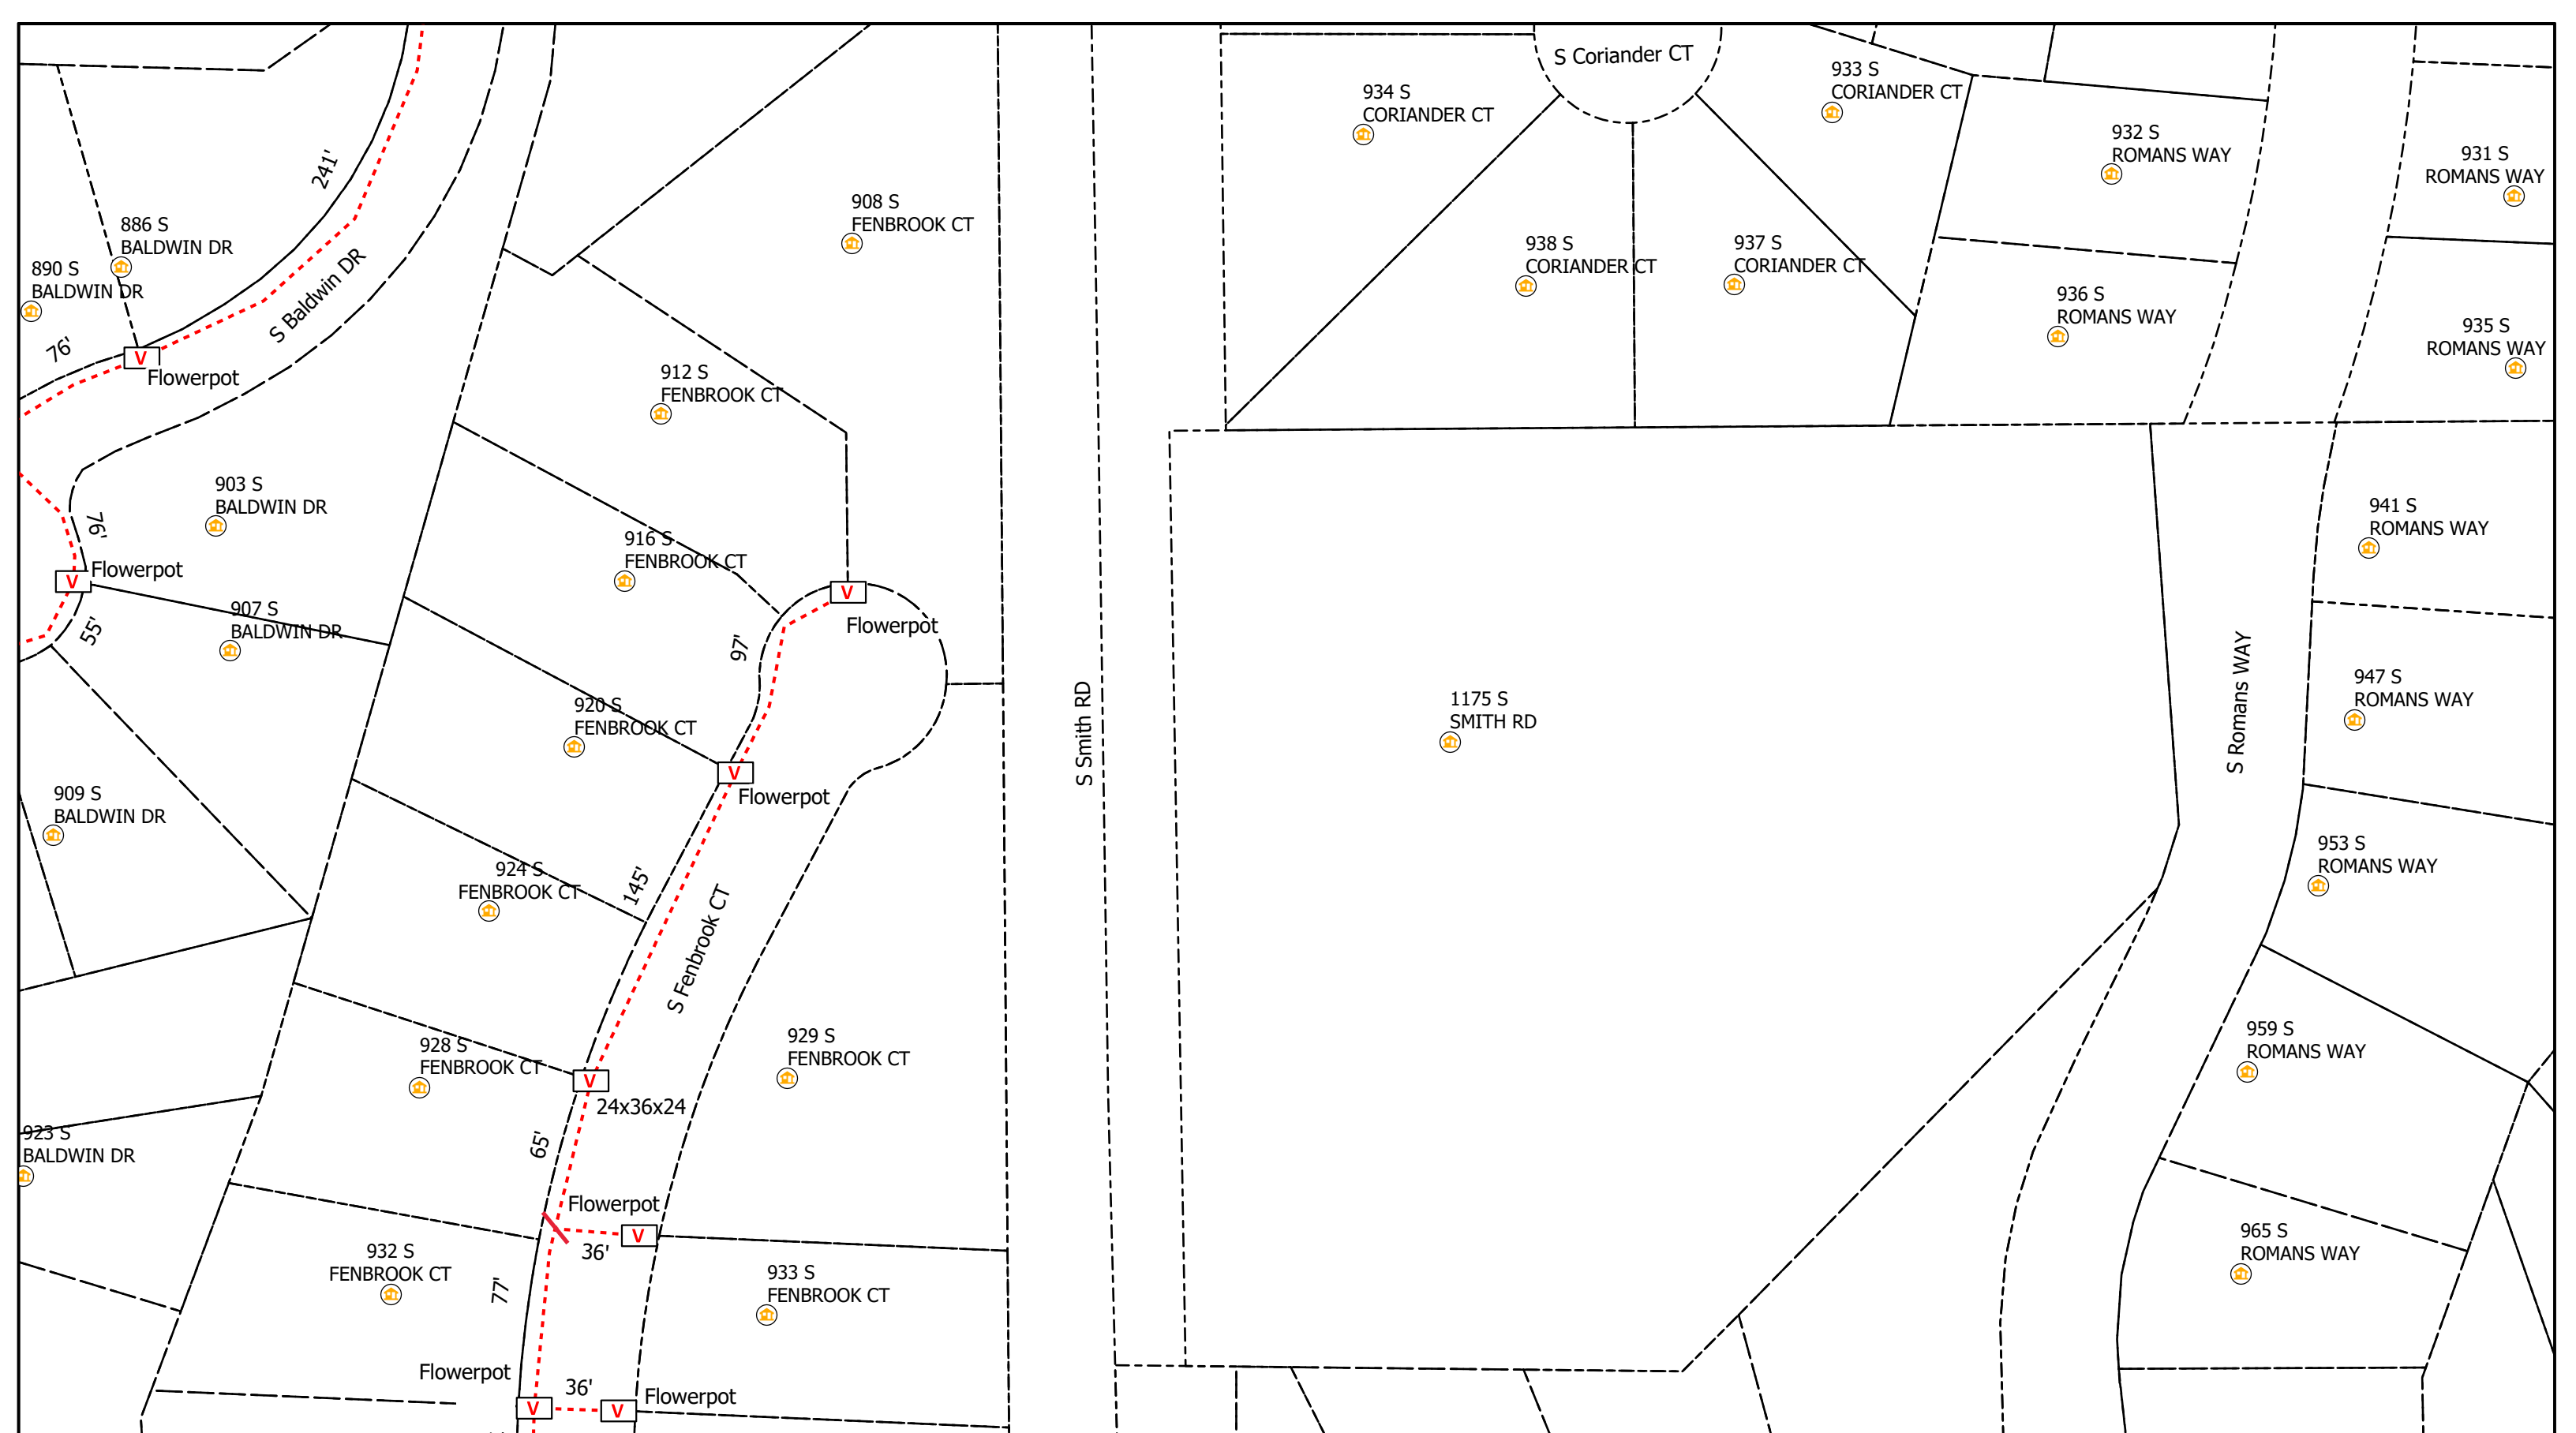 S Coriander CT
934 S
CORIANDER CT
933 S
CORIANDER CT
932 S
ROMANS WAY
931 S
ROMANS WAY
241'
886 S
BALDWIN DR
890 S
BALDWIN DR
S Baldwin DR
908 S
FENBROOK CT
938 S
CORIANDER CT
937 S
CORIANDER CT
936 S
ROMANS WAY
935 S
ROMANS WAY
76'
V
Flowerpot
912 S
FENBROOK CT
903 S
BALDWIN DR
76'
V
Flowerpot
55'
907 S
BALDWIN DR
916 S
FENBROOK CT
941 S
ROMANS WAY
V
Flowerpot
97'
920 S
FENBROOK CT
S Smith RD
1175 S
SMITH RD
S Romans WAY
947 S
ROMANS WAY
V
Flowerpot
909 S
BALDWIN DR
924 S
FENBROOK CT
145'
S Fenbrook CT
953 S
ROMANS WAY
928 S
FENBROOK CT
V
24x36x24
929 S
FENBROOK CT
959 S
ROMANS WAY
923 S
BALDWIN DR
65'
Flowerpot
V
36'
932 S
FENBROOK CT
77'
933 S
FENBROOK CT
965 S
ROMANS WAY
Flowerpot
V
36'
V
Flowerpot